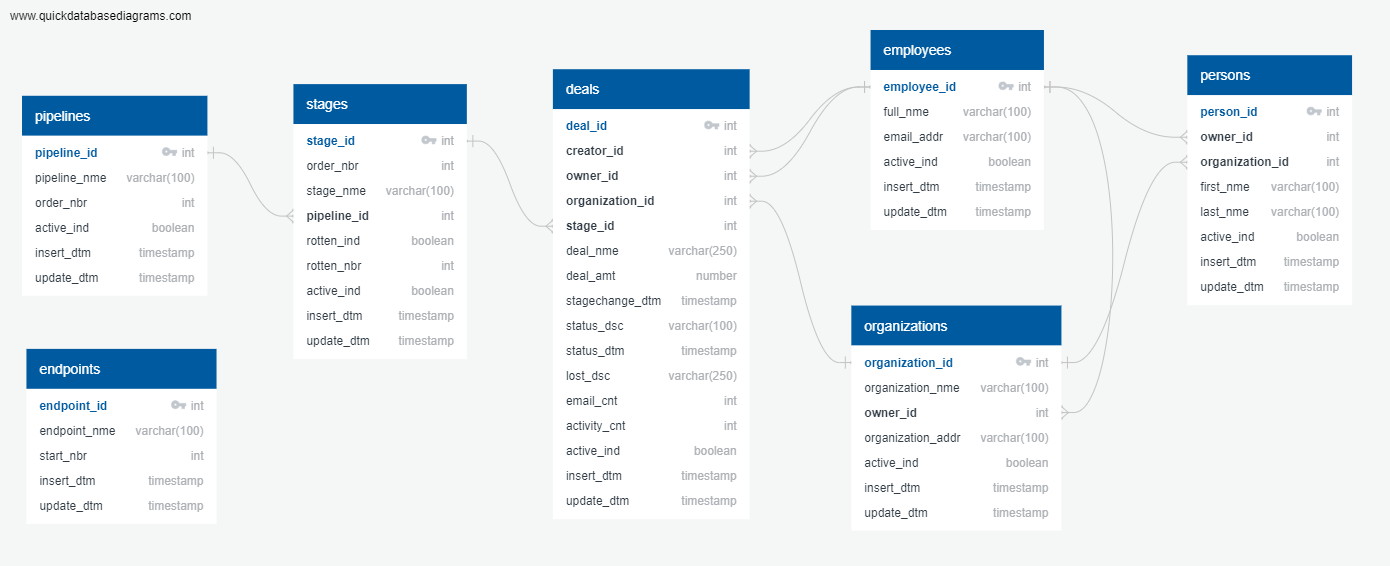 www.quickdatabasediagrams.com
pipelines
pipeline_id int
pipeline_nme varchar(100)
order_nbr int
active_ind boolean
insert_dtm timestamp
update_dtm timestamp
endpoints
endpoint_id int
endpoint_nme varchar(100)
start_nbr int
insert_dtm timestamp
update_dtm timestamp
stages
stage_id int
order_nbr int
stage_nme varchar(100)
pipeline_id int
rotten_ind boolean
rotten_nbr int
active_ind boolean
insert_dtm timestamp
update_dtm timestamp
deals
deal_id int
creator_id int
owner_id int
organization_id int
stage_id int
deal_nme varchar(250)
deal_amt number
stagechange_dtm timestamp
status_dsc varchar(100)
status_dtm timestamp
lost_dsc varchar(250)
email_cnt int
activity_cnt int
active_ind boolean
insert_dtm timestamp
update_dtm timestamp
employees
employee_id int
full_nme varchar(100)
email_addr varchar(100)
active_ind boolean
insert_dtm timestamp
update_dtm timestamp
organizations
organization_id int
organization_nme varchar(100)
owner_id int
organization_addr varchar(100)
active_ind boolean
insert_dtm timestamp
update_dtm timestamp
persons
person_id int
owner_id int
organization_id int
first_nme varchar(100)
last_nme varchar(100)
active_ind boolean
insert_dtm timestamp
update_dtm timestamp